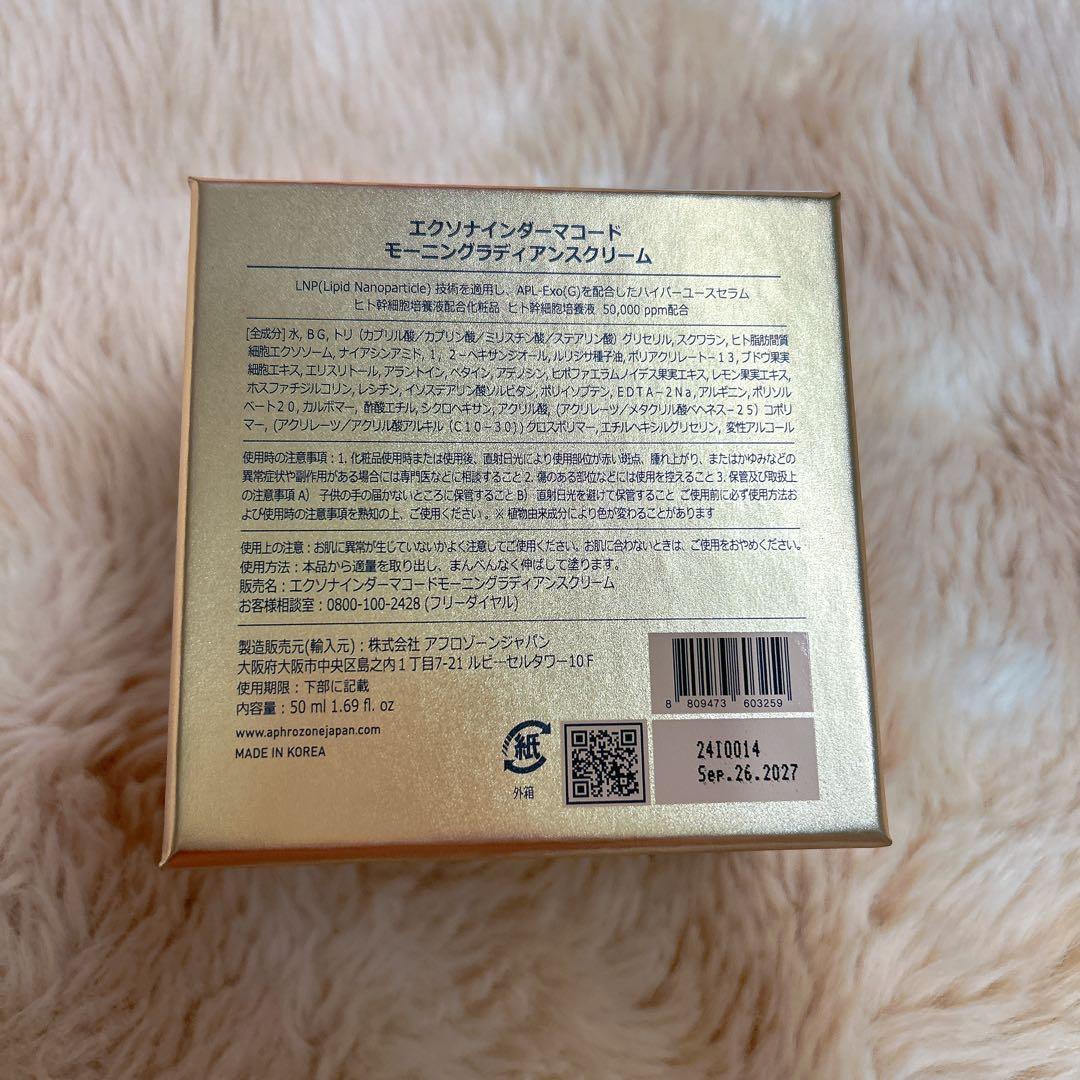 エクソナインダーマコード
モーニングラディアンスクリーム
LNP(Lipid Nanoparticle) 技術を適用し、APL-Exo(G)を配合したハイパーユースセラム
ヒト幹細胞培養液配合化粧品 ヒト幹細胞培養液 50,000 ppm配合
[全成分] 水, BG, トリ（カプリル酸／カプリン酸／ミリスチン酸／ステアリン酸）グリセリル, スクワラン, ヒト脂肪間質
細胞エクソソーム, ナイアシンアミド, 1，2－ヘキサンジオール, ルリジサ種子油, ポリアクリレート－13, ブドウ果実
細胞エキス, エリスリトール, アラントイン, ベタイン, アデノシン, ヒポファエラムノイデス果実エキス, レモン果実エキス,
ホスファチジルコリン, レシチン, イソステアリン酸ソルビタン, ポリイソブテン, EDTA－2Na, アルギニン, ポリソル
ベート20, カルボマー, 酢酸エチル, シクロヘキサン, アクリル酸, (アクリレーツ／メタクリル酸ベヘネス－25) コポリ
マー, (アクリレーツ／アクリル酸アルキル (C10－30)) クロスポリマー, エチルヘキシルグリセリン, 変性アルコール
使用時の注意事項：1. 化粧品使用時または使用後、直射日光により使用部位が赤い斑点、腫れ上がり、またはかゆみなどの
異常症状や副作用がある場合には専門医などに相談すること 2. 傷のある部位などには使用を控えること 3. 保管及び取扱上
の注意事項 A） 子供の手の届かないところに保管すること B） 直射日光を避けて保管すること ご使用前に必ず使用方法お
よび使用時の注意事項を熟知の上、ご使用ください 。※ 植物由来成分により色が変わることがあります
使用上の注意：お肌に異常が生じていないかよく注意してご使用ください。お肌に合わないときは、ご使用をおやめください。
使用方法：本品から適量を取り出し、まんべんなく伸ばして塗ります。
販売名：エクソナインダーマコードモーニングラディアンスクリーム
お客様相談室：0800-100-2428 (フリーダイヤル)
製造販売元(輸入元)：株式会社 アフロゾーンジャパン
大阪府大阪市中央区島之内１丁目7-21 ルビーセルタワー10Ｆ
使用期限：下部に記載
内容量：50 ml 1.69 fl. oz
www.aphrozonejapan.com
MADE IN KOREA
紙
外箱
8 809473 603259
24I0014
Sep.26.2027